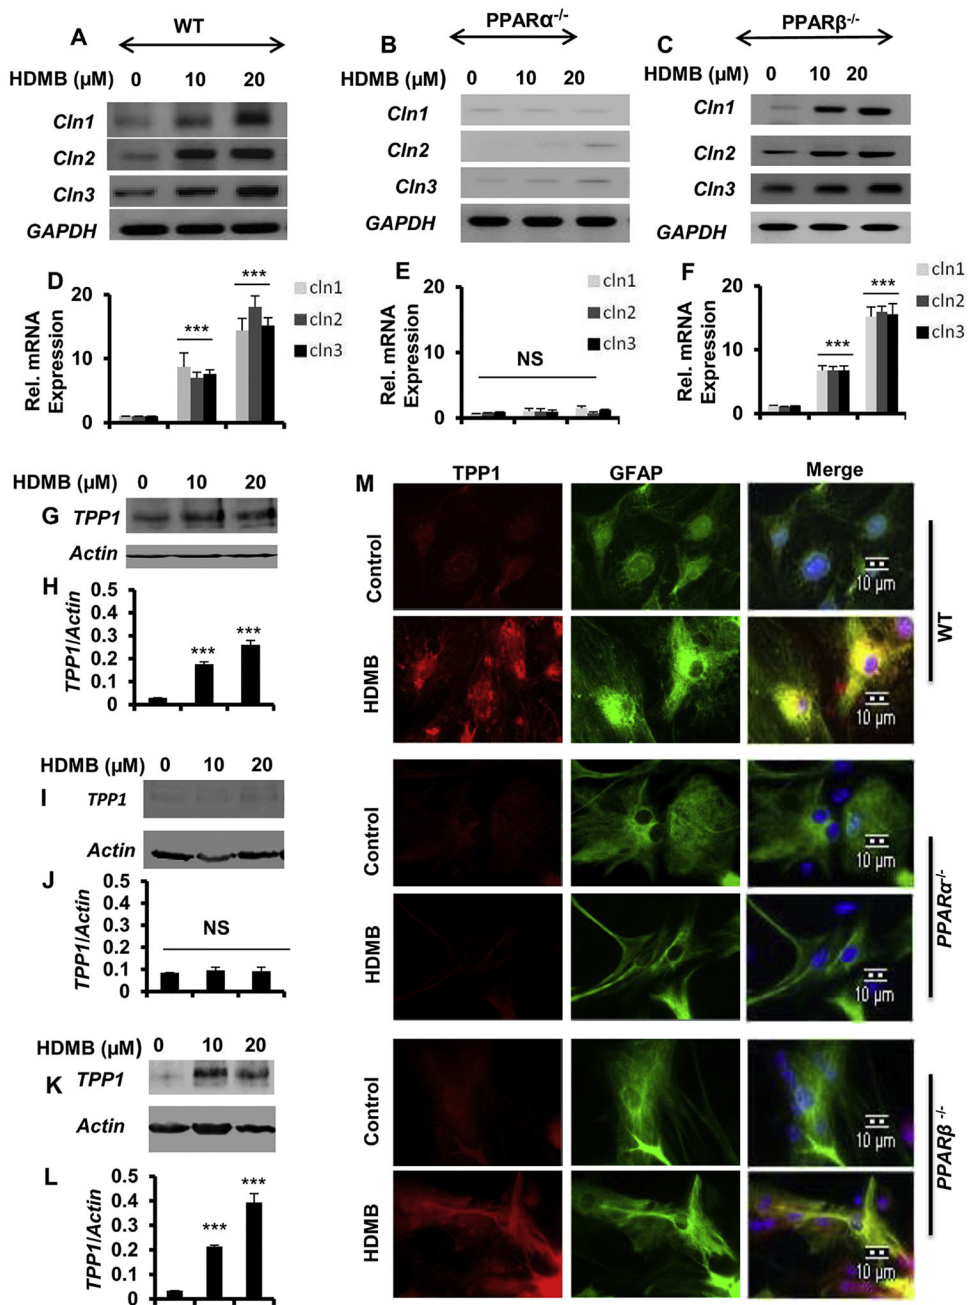 A
WT
HDMB (µM) 0 10 20
Cln1
Cln2
Cln3
GAPDH
B
PPARα-/-
HDMB (µM) 0 10 20
Cln1
Cln2
Cln3
GAPDH
C
PPARβ-/-
HDMB (µM) 0 10 20
Cln1
Cln2
Cln3
GAPDH
D
Rel. mRNA
Expression
20
10
0
***
***
cln1
cln2
cln3
E
Rel. mRNA
Expression
20
10
0
NS
cln1
cln2
cln3
F
Rel. mRNA
Expression
20
10
0
***
***
cln1
cln2
cln3
HDMB (µM) 0 10 20
G TPP1
Actin
H
TPP1/Actin
0.5
0.4
0.3
0.2
0.1
0
***
***
HDMB (µM) 0 10 20
I TPP1
Actin
J
TPP1/Actin
0.5
0.4
0.3
0.2
0.1
0
NS
HDMB (µM) 0 10 20
K TPP1
Actin
L
TPP1/Actin
0.5
0.4
0.3
0.2
0.1
0
***
***
M
TPP1 GFAP Merge
Control
10 µm
HDMB
10 µm
WT
Control
10 µm
HDMB
10 µm
PPARα-/-
Control
10 µm
HDMB
10 µm
PPARβ -/-